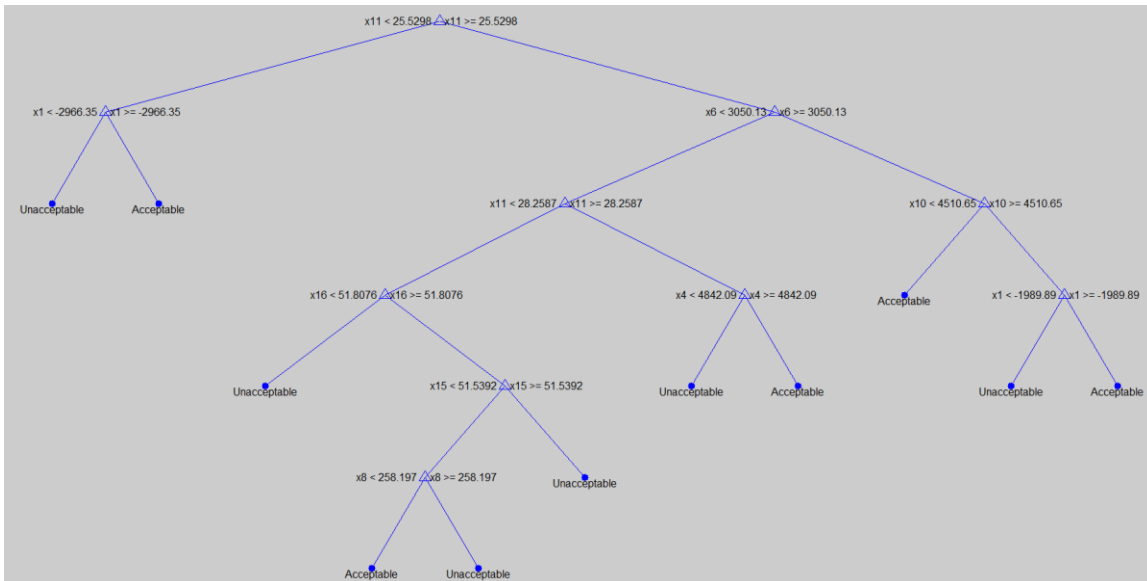 x11 < 25.5298 x11 >= 25.5298
x1 < -2966.35 x1 >= -2966.35
x6 < 3050.13 x6 >= 3050.13
Unacceptable
Acceptable
x11 < 28.2587 x11 >= 28.2587
x10 < 4510.65 x10 >= 4510.65
x16 < 51.8076 x16 >= 51.8076
x4 < 4842.09 x4 >= 4842.09
Acceptable
x1 < -1989.89 x1 >= -1989.89
Unacceptable
x15 < 51.5392 x15 >= 51.5392
Unacceptable
Acceptable
Unacceptable
Acceptable
x8 < 258.197 x8 >= 258.197
Unacceptable
Acceptable
Unacceptable